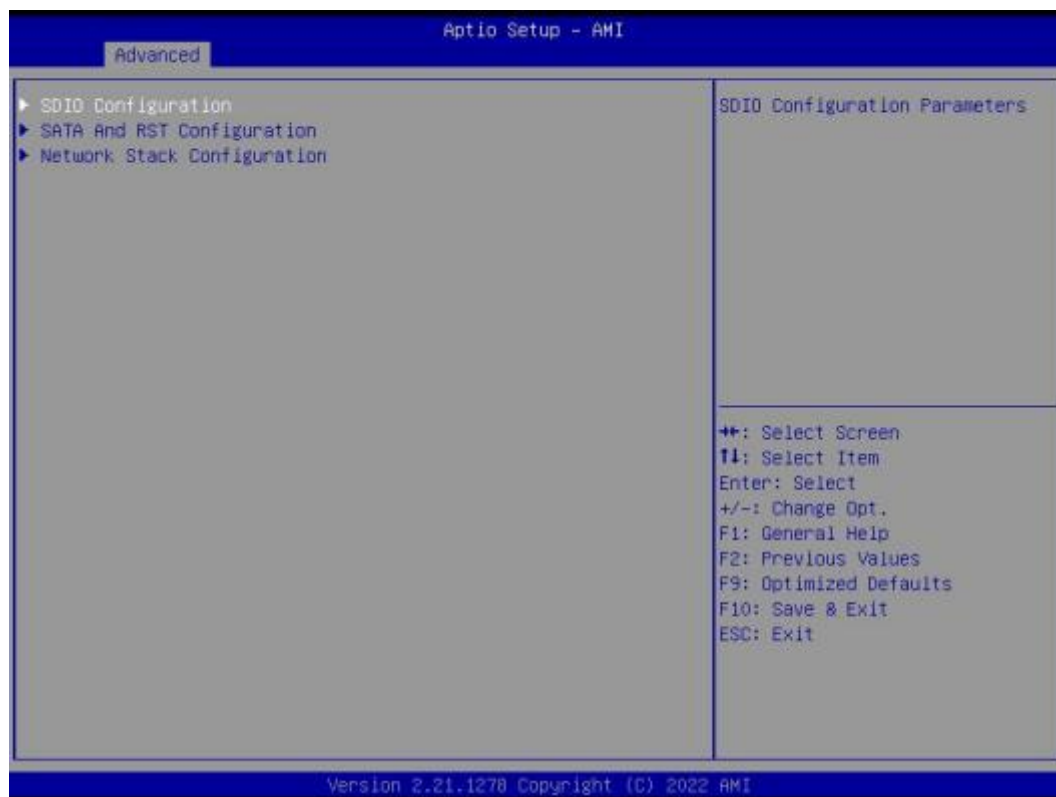 Aptio Setup - AMI
Advanced
▶ SDIO Configuration
▶ SATA And RST Configuration
▶ Network Stack Configuration
SDIO Configuration Parameters
→←: Select Screen
↑↓: Select Item
Enter: Select
+/-: Change Opt.
F1: General Help
F2: Previous Values
F9: Optimized Defaults
F10: Save & Exit
ESC: Exit
Version 2.21.1278 Copyright (C) 2022 AMI